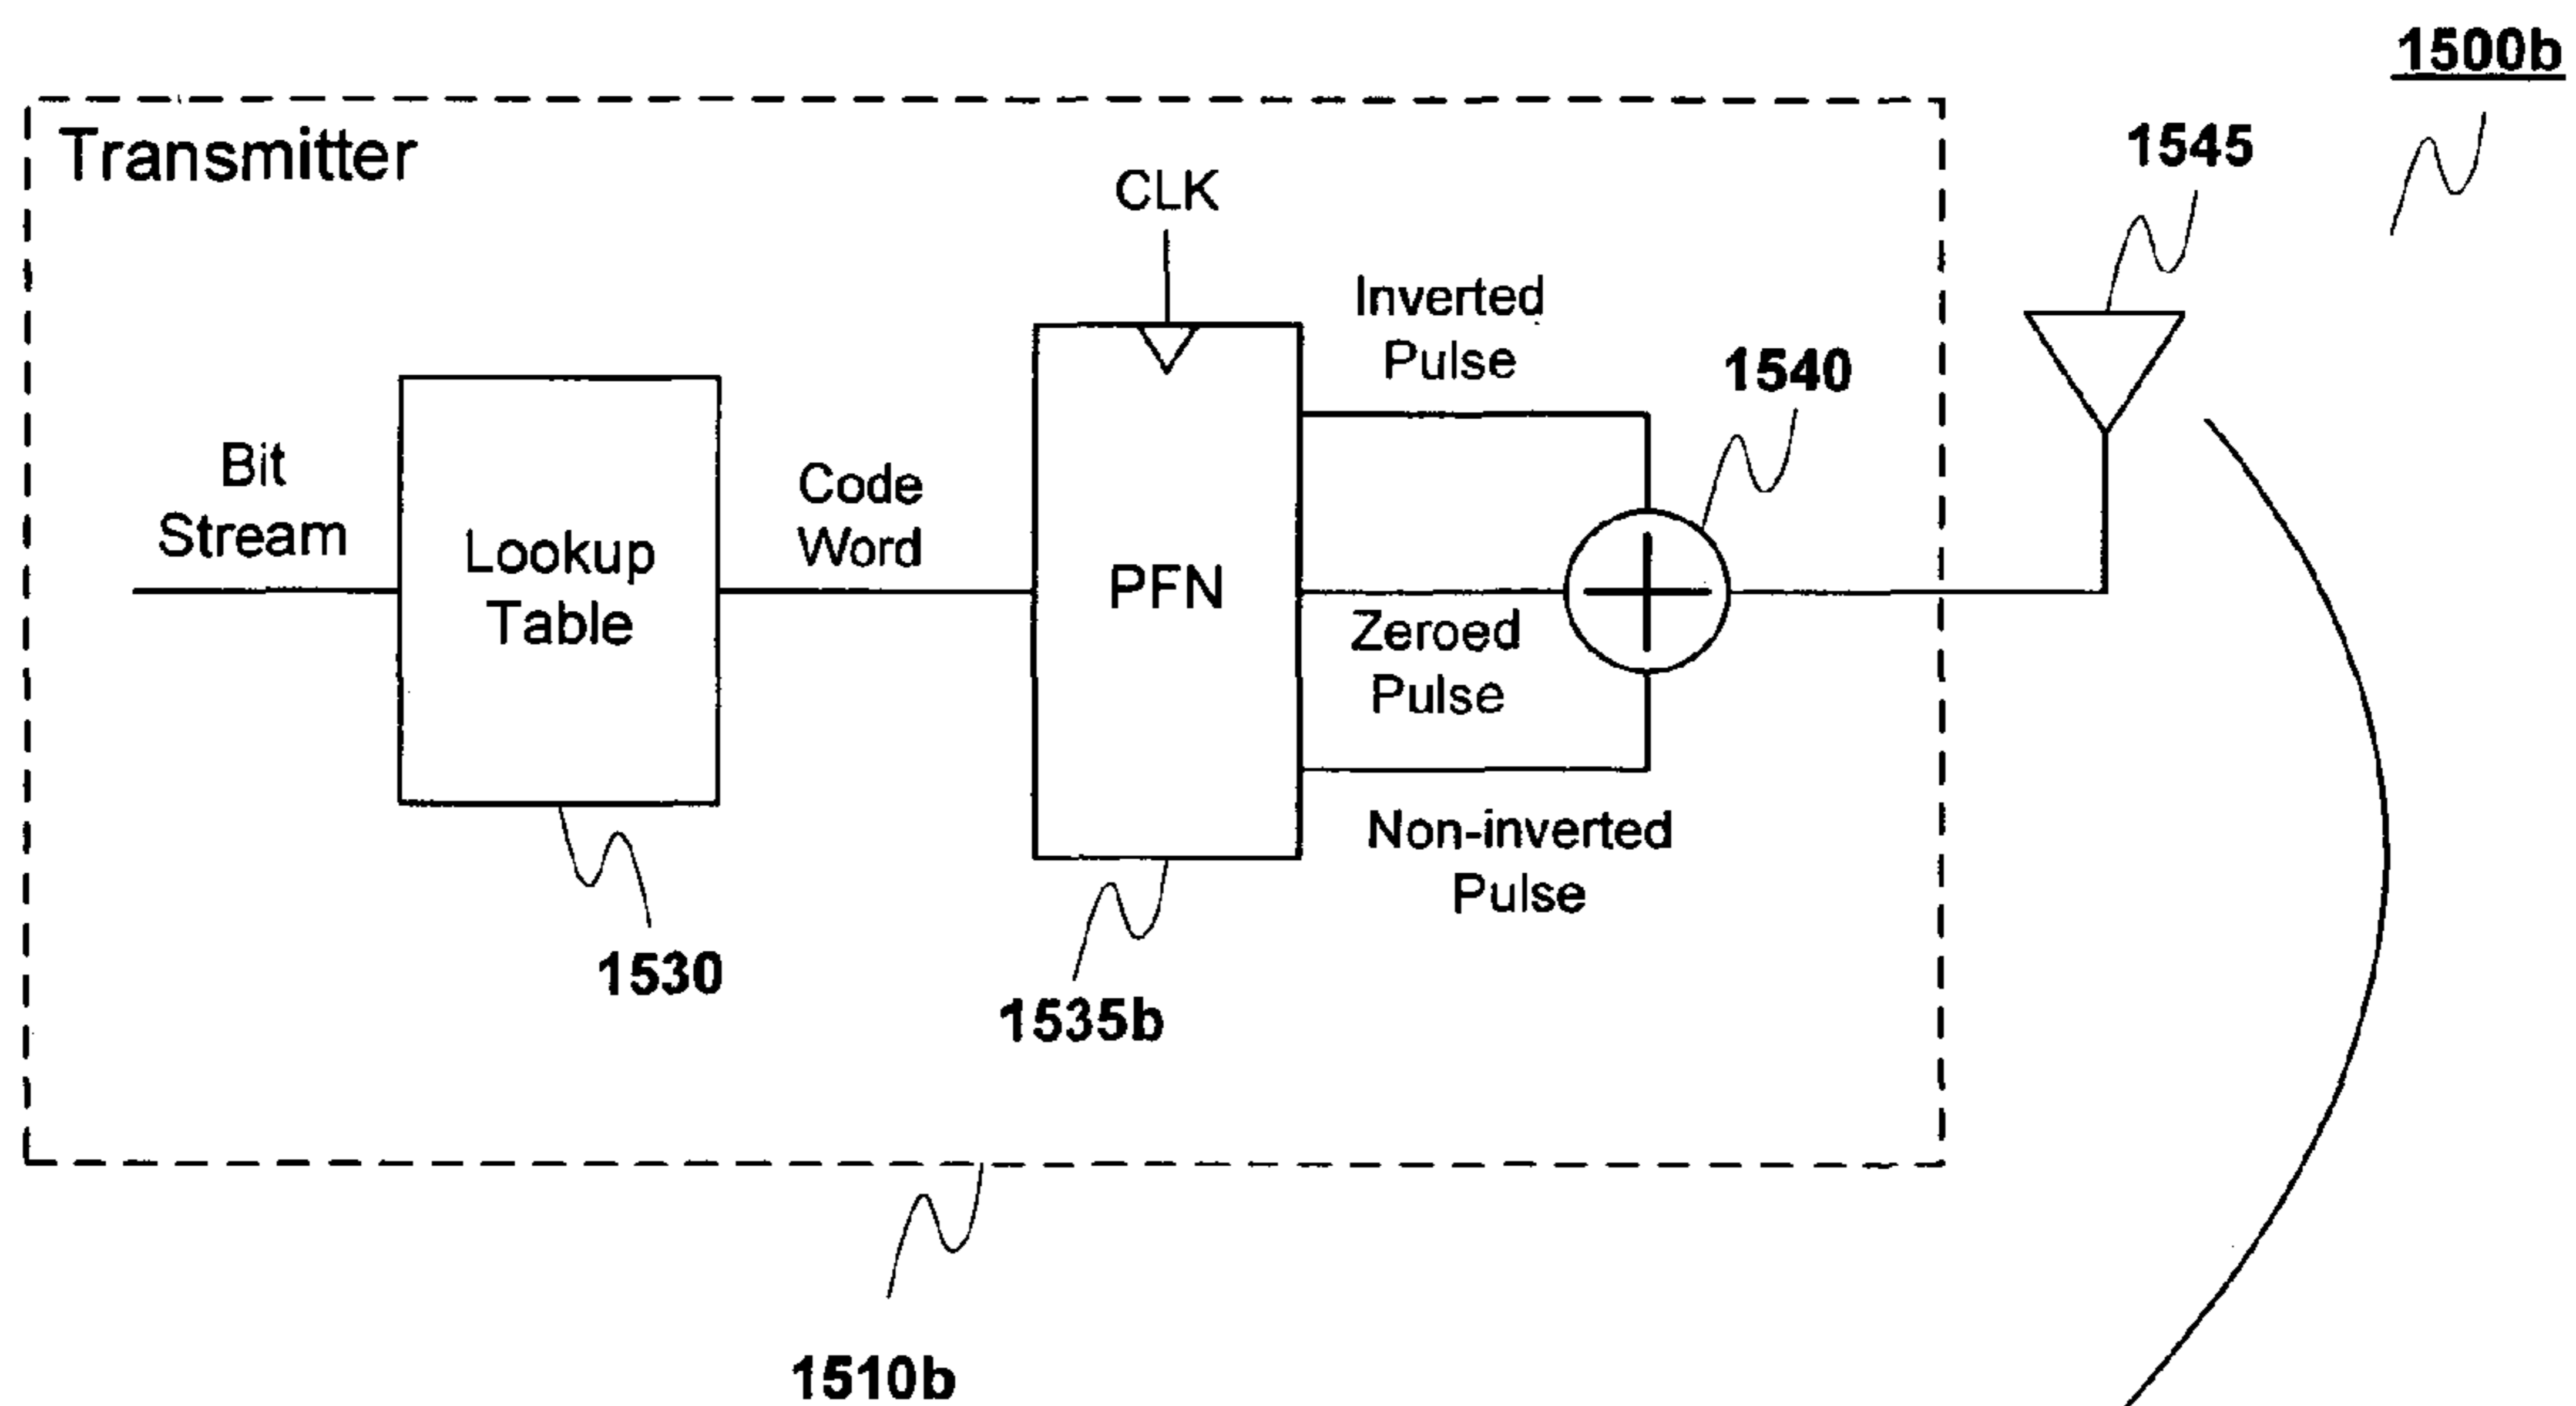 1500b
Transmitter
1545
CLK
Inverted
Pulse
1540
Bit
Stream
Lookup
Table
Code
Word
PFN
Zeroed
Pulse
Non-inverted
Pulse
1530
1535b
1510b